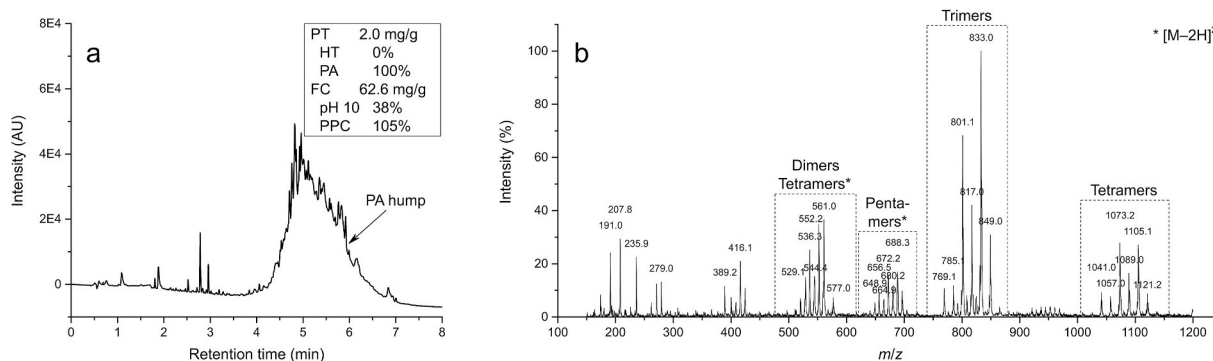 a
PT 2.0 mg/g
HT 0%
PA 100%
FC 62.6 mg/g
pH 10 38%
PPC 105%
PA hump
Intensity (AU)
8E4
6E4
4E4
2E4
0
0 1 2 3 4 5 6 7 8
Retention time (min)
b
* [M–2H]
Trimers
Dimers
Tetramers*
Penta-
mers*
Tetramers
Intensity (%)
100
80
60
40
20
0
191.0
207.8
235.9
279.0
389.2
416.1
529.1
536.3
544.4
552.2
561.0
577.0
648.9
656.5
664.9
672.2
680.2
688.3
769.1
785.1
801.1
817.0
833.0
849.0
1041.0
1057.0
1073.2
1089.0
1105.1
1121.2
100 200 300 400 500 600 700 800 900 1000 1100 1200
m/z